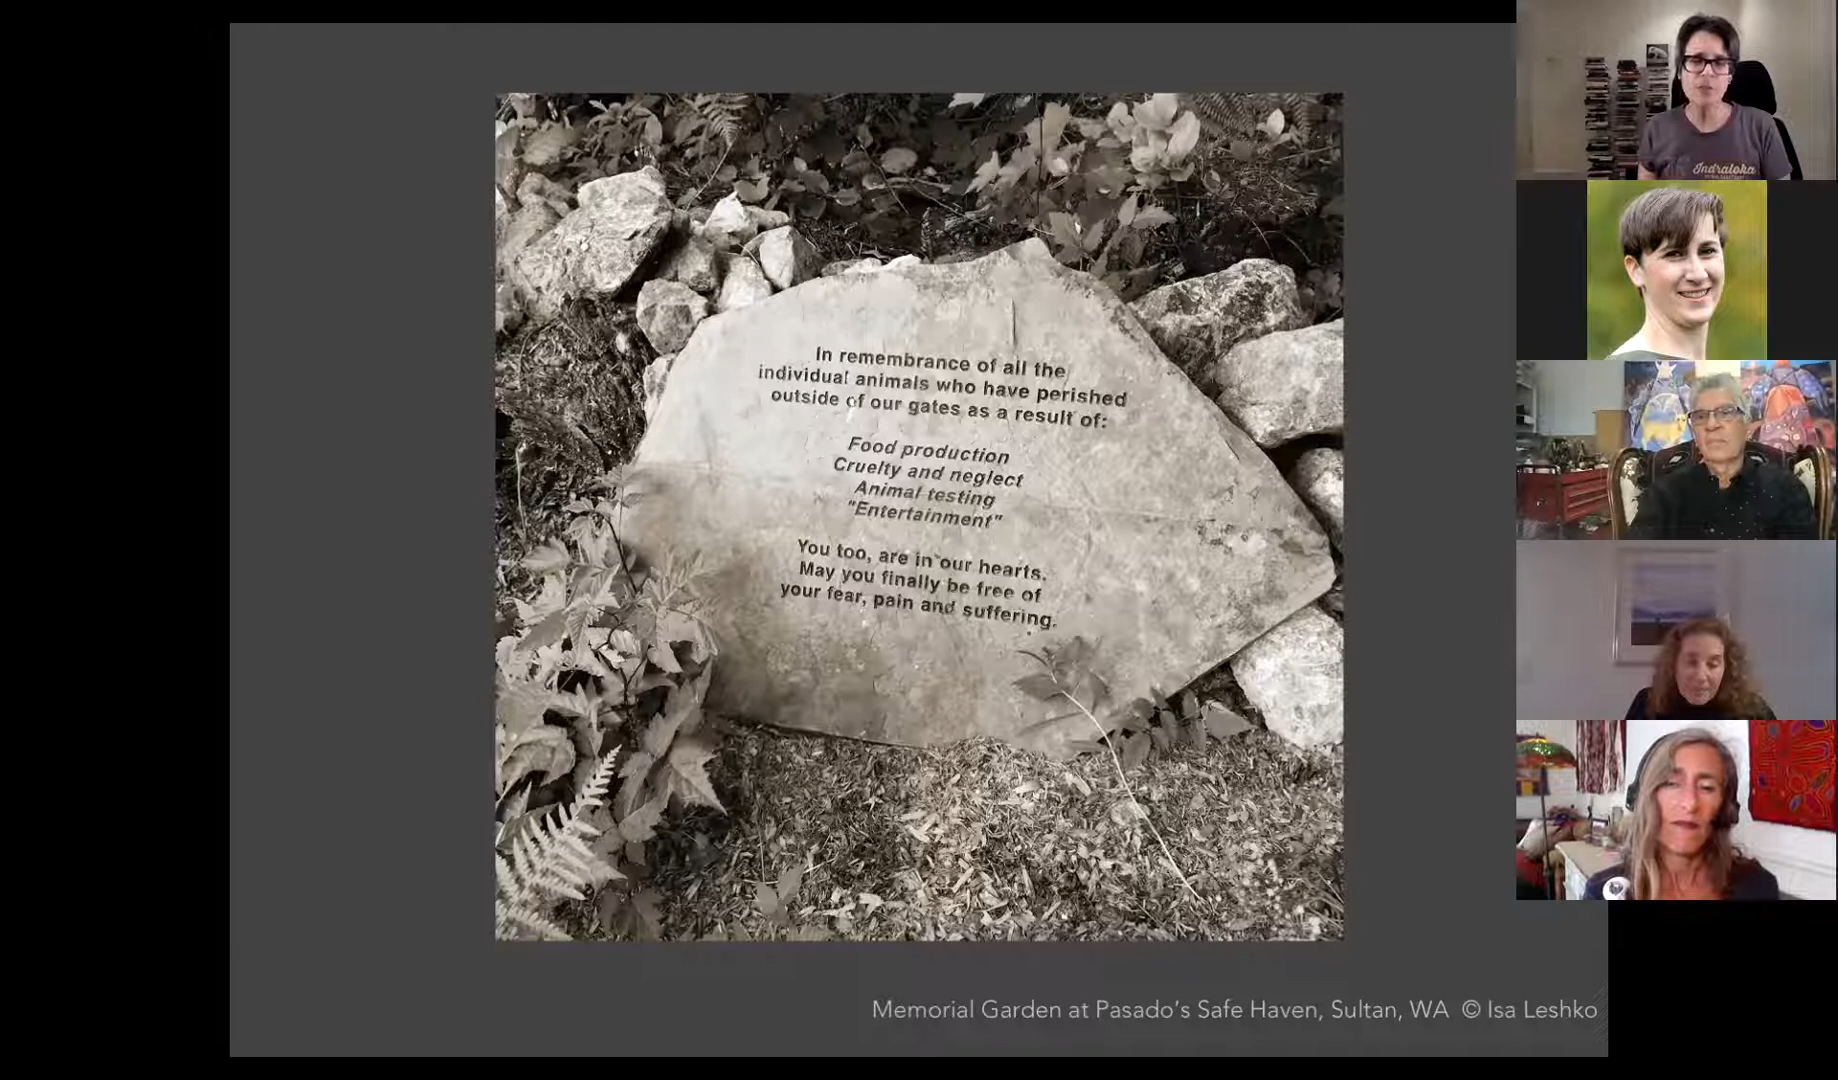 In remembrance of all the
individual animals who have perished
outside of our gates as a result of:
Food production
Cruelty and neglect
Animal testing
"Entertainment"
You too, are in our hearts.
May you finally be free of
your fear, pain and suffering.
Memorial Garden at Pasado's Safe Haven, Sultan, WA © Isa Leshko
Indraloka